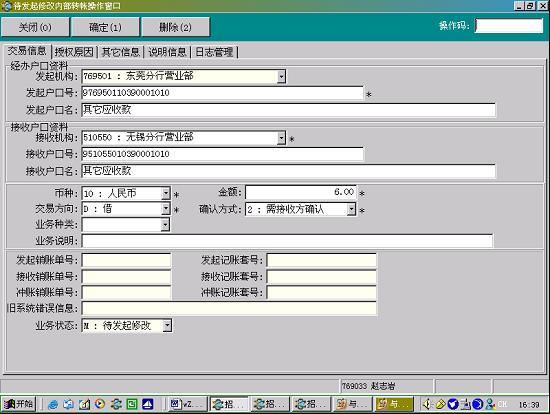 待发起修改内部转帐操作窗口
关闭(0) 确定(1) 删除(2) 操作码:
交易信息 授权原因 其它信息 说明信息 日志管理
经办户口资料
发起机构: 769501 : 东莞分行营业部
发起户口号: 976950110390001010 *
发起户口名: 其它应收款
接收户口资料
接收机构: 510550 : 无锡分行营业部 *
接收户口号: 951055010390001010
接收户口名: 其它应收款
币种: 10 : 人民币 * 金额: 6.00 *
交易方向: D : 借 * 确认方式: 2 : 需接收方确认 *
业务种类:
业务说明:
发起销账单号: 发起记账套号:
接收销账单号: 接收记账套号:
冲账销账单号: 冲账记账套号:
旧系统错误信息:
业务状态: M : 待发起修改
769033 赵志岩
开始 wZ... 招... 招... 招... 与... 与... CH 16:39